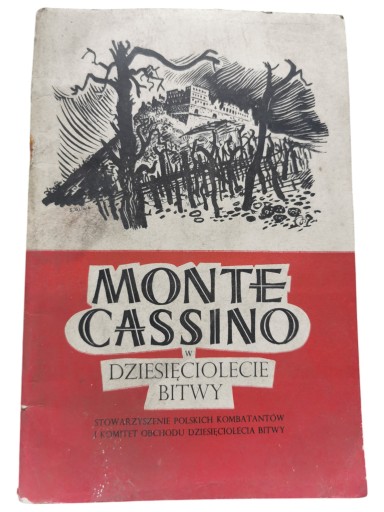 MONTE
CASSINO
W
DZIESIĘCIOLECIE
BITWY
STOWARZYSZENIE POLSKICH KOMBATANTÓW
I KOMITET OBCHODU DZIESIĘCIOLECIA BITWY